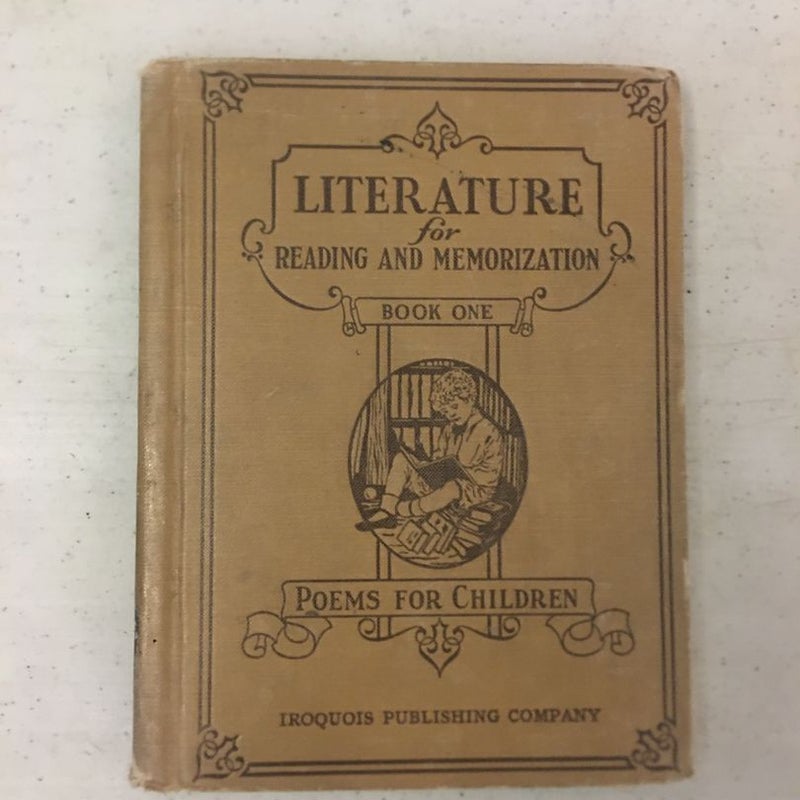 LITERATURE
for
READING AND MEMORIZATION
BOOK ONE
POEMS FOR CHILDREN
IROQUOIS PUBLISHING COMPANY